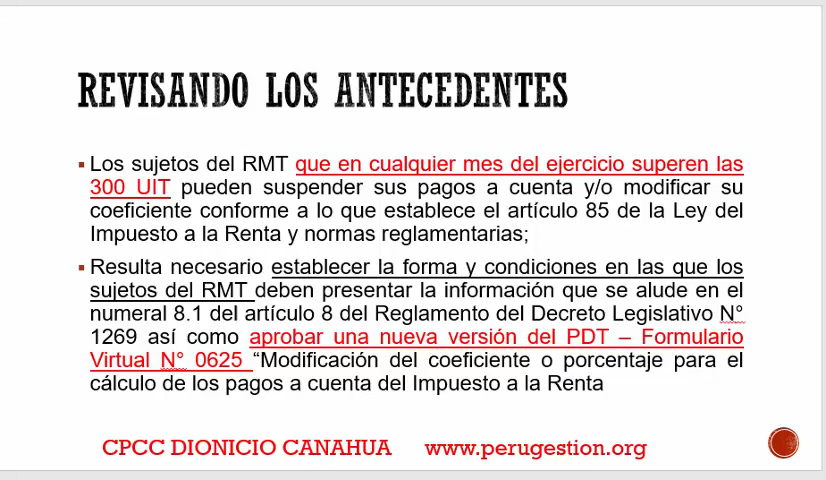 REVISANDO LOS ANTECEDENTES
▪ Los sujetos del RMT que en cualquier mes del ejercicio superen las
300 UIT pueden suspender sus pagos a cuenta y/o modificar su
coeficiente conforme a lo que establece el artículo 85 de la Ley del
Impuesto a la Renta y normas reglamentarias;
▪ Resulta necesario establecer la forma y condiciones en las que los
sujetos del RMT deben presentar la información que se alude en el
numeral 8.1 del artículo 8 del Reglamento del Decreto Legislativo N°
1269 así como aprobar una nueva versión del PDT – Formulario
Virtual N° 0625 “Modificación del coeficiente o porcentaje para el
cálculo de los pagos a cuenta del Impuesto a la Renta
CPCC DIONICIO CANAHUA www.perugestion.org